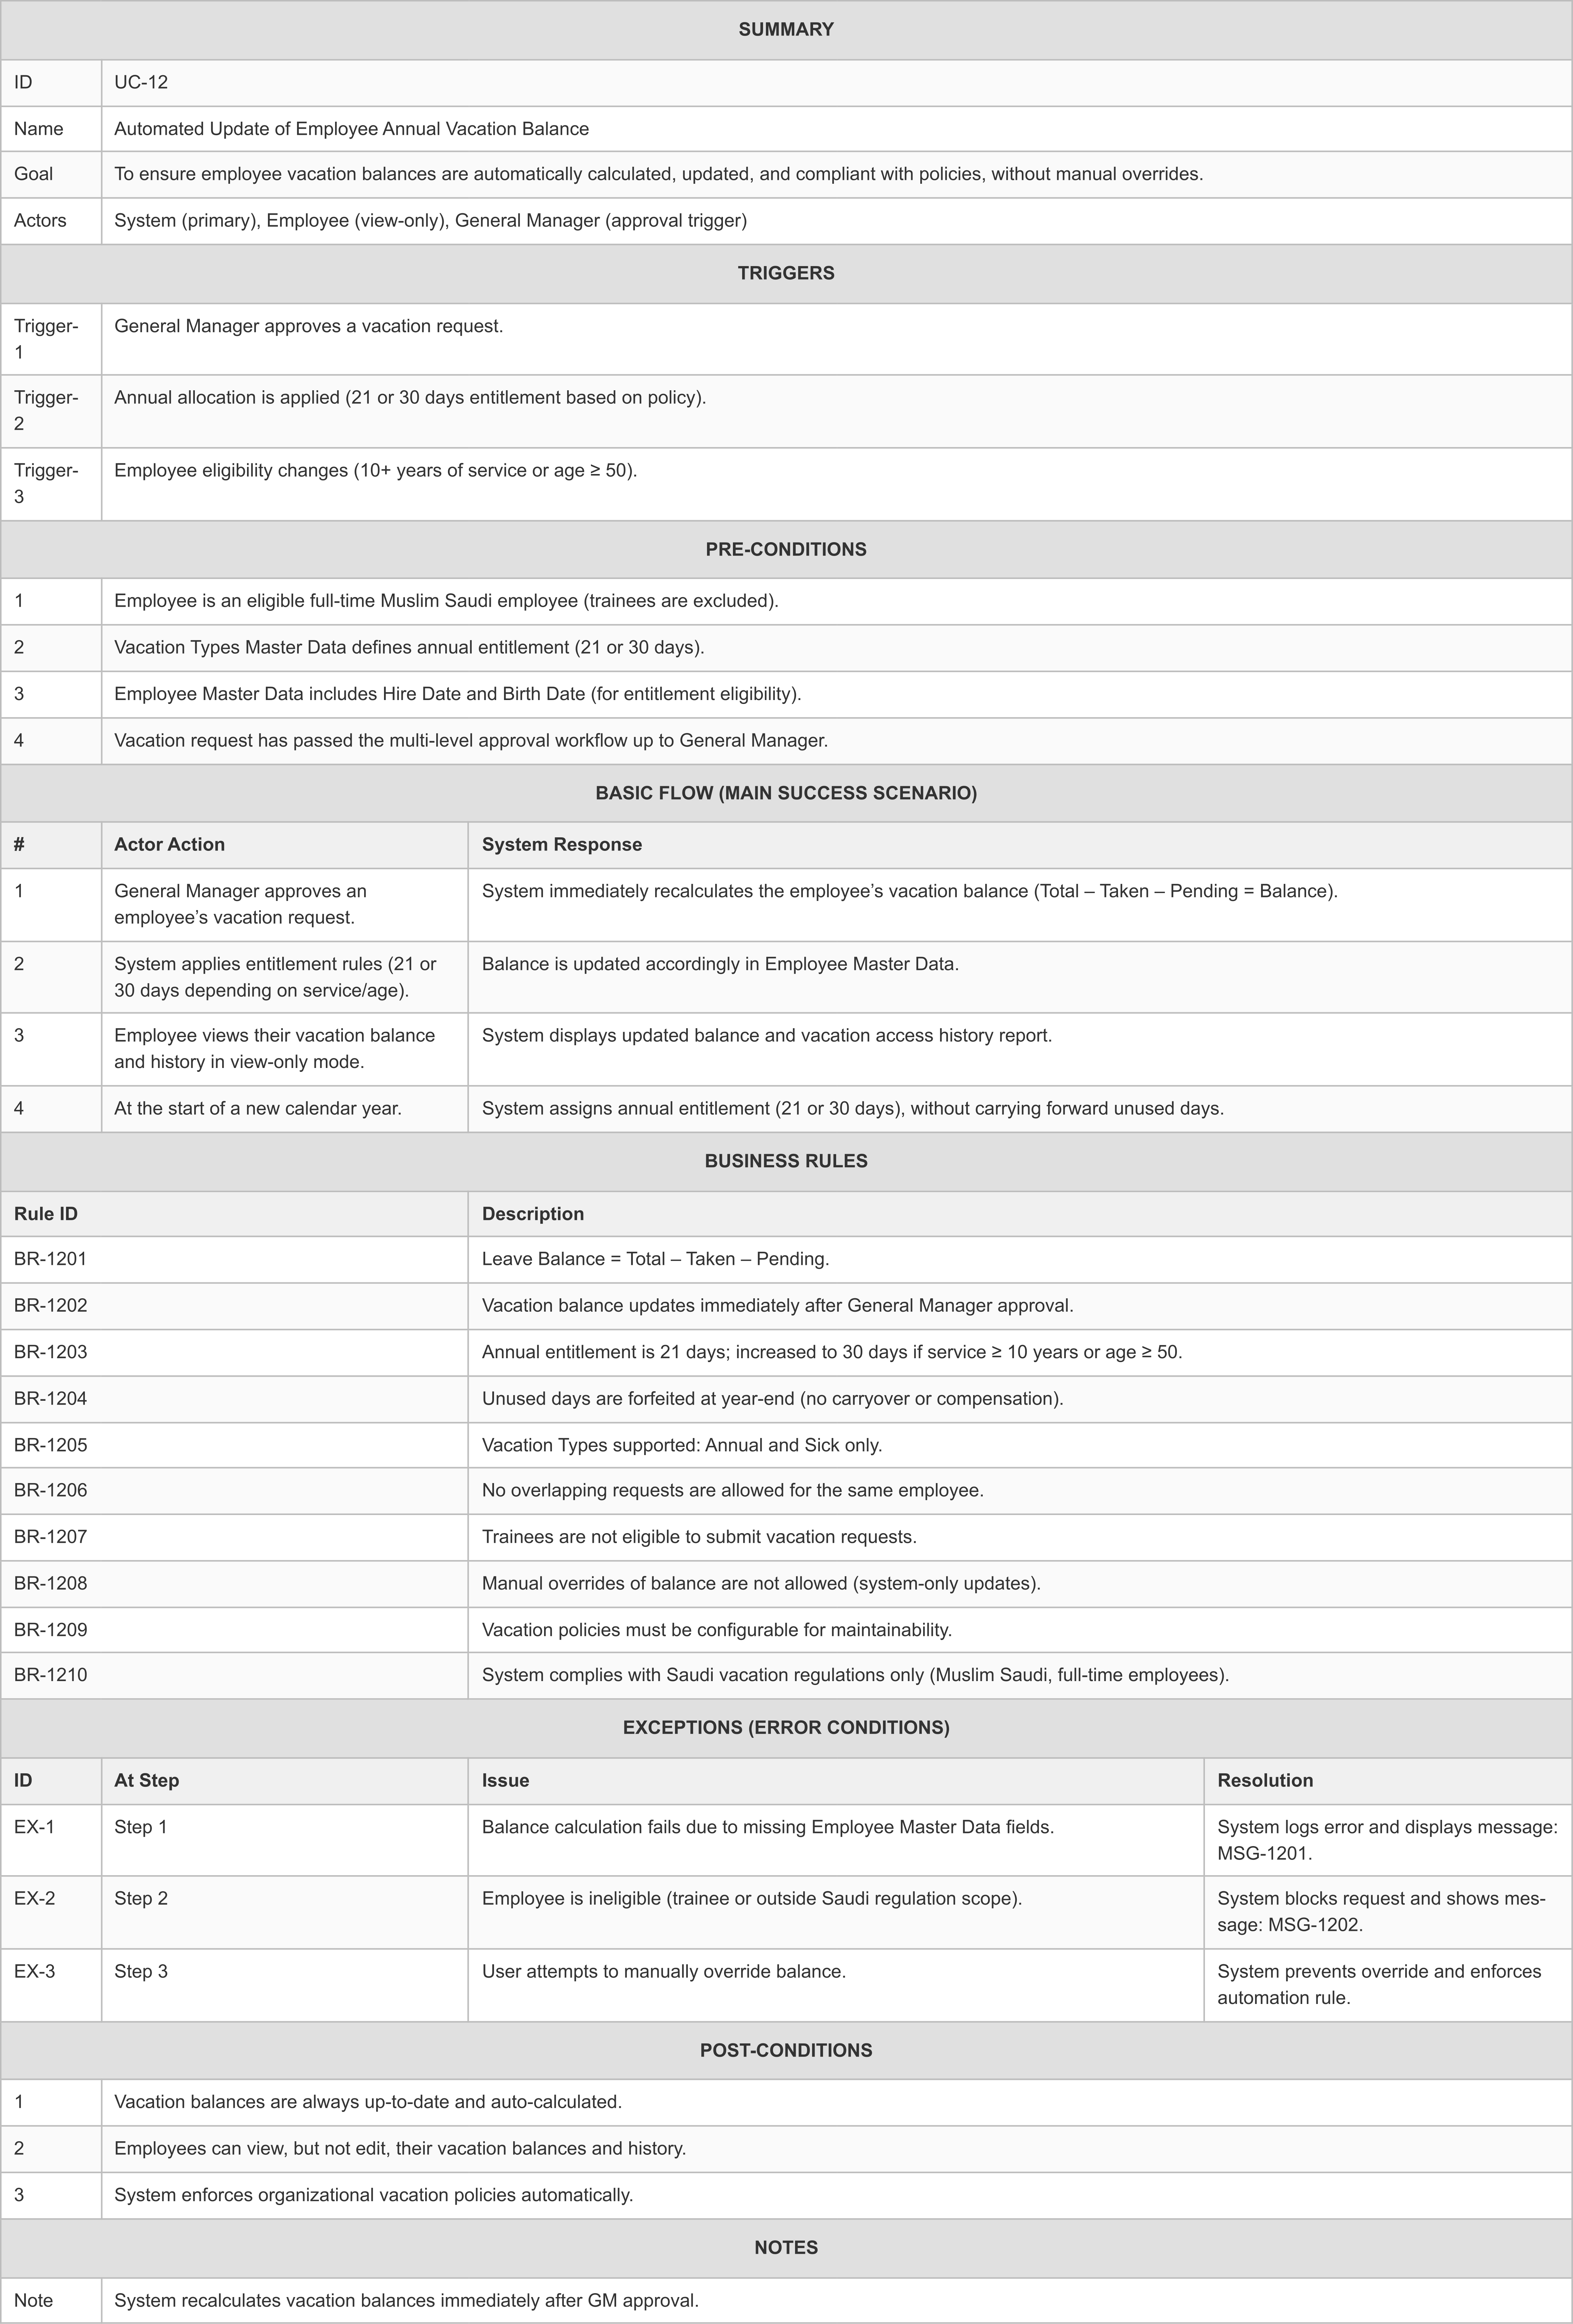 SUMMARY
ID UC-12
Name Automated Update of Employee Annual Vacation Balance
Goal To ensure employee vacation balances are automatically calculated, updated, and compliant with policies, without manual overrides.
Actors System (primary), Employee (view-only), General Manager (approval trigger)
TRIGGERS
Trigger- General Manager approves a vacation request.
1
Trigger- Annual allocation is applied (21 or 30 days entitlement based on policy).
2
Trigger- Employee eligibility changes (10+ years of service or age ≥ 50).
3
PRE-CONDITIONS
1 Employee is an eligible full-time Muslim Saudi employee (trainees are excluded).
2 Vacation Types Master Data defines annual entitlement (21 or 30 days).
3 Employee Master Data includes Hire Date and Birth Date (for entitlement eligibility).
4 Vacation request has passed the multi-level approval workflow up to General Manager.
BASIC FLOW (MAIN SUCCESS SCENARIO)
# Actor Action System Response
1 General Manager approves an System immediately recalculates the employee’s vacation balance (Total – Taken – Pending = Balance).
employee’s vacation request.
2 System applies entitlement rules (21 or Balance is updated accordingly in Employee Master Data.
30 days depending on service/age).
3 Employee views their vacation balance System displays updated balance and vacation access history report.
and history in view-only mode.
4 At the start of a new calendar year. System assigns annual entitlement (21 or 30 days), without carrying forward unused days.
BUSINESS RULES
Rule ID Description
BR-1201 Leave Balance = Total – Taken – Pending.
BR-1202 Vacation balance updates immediately after General Manager approval.
BR-1203 Annual entitlement is 21 days; increased to 30 days if service ≥ 10 years or age ≥ 50.
BR-1204 Unused days are forfeited at year-end (no carryover or compensation).
BR-1205 Vacation Types supported: Annual and Sick only.
BR-1206 No overlapping requests are allowed for the same employee.
BR-1207 Trainees are not eligible to submit vacation requests.
BR-1208 Manual overrides of balance are not allowed (system-only updates).
BR-1209 Vacation policies must be configurable for maintainability.
BR-1210 System complies with Saudi vacation regulations only (Muslim Saudi, full-time employees).
EXCEPTIONS (ERROR CONDITIONS)
ID At Step Issue Resolution
EX-1 Step 1 Balance calculation fails due to missing Employee Master Data fields. System logs error and displays message:
MSG-1201.
EX-2 Step 2 Employee is ineligible (trainee or outside Saudi regulation scope). System blocks request and shows mes-
sage: MSG-1202.
EX-3 Step 3 User attempts to manually override balance. System prevents override and enforces
automation rule.
POST-CONDITIONS
1 Vacation balances are always up-to-date and auto-calculated.
2 Employees can view, but not edit, their vacation balances and history.
3 System enforces organizational vacation policies automatically.
NOTES
Note System recalculates vacation balances immediately after GM approval.